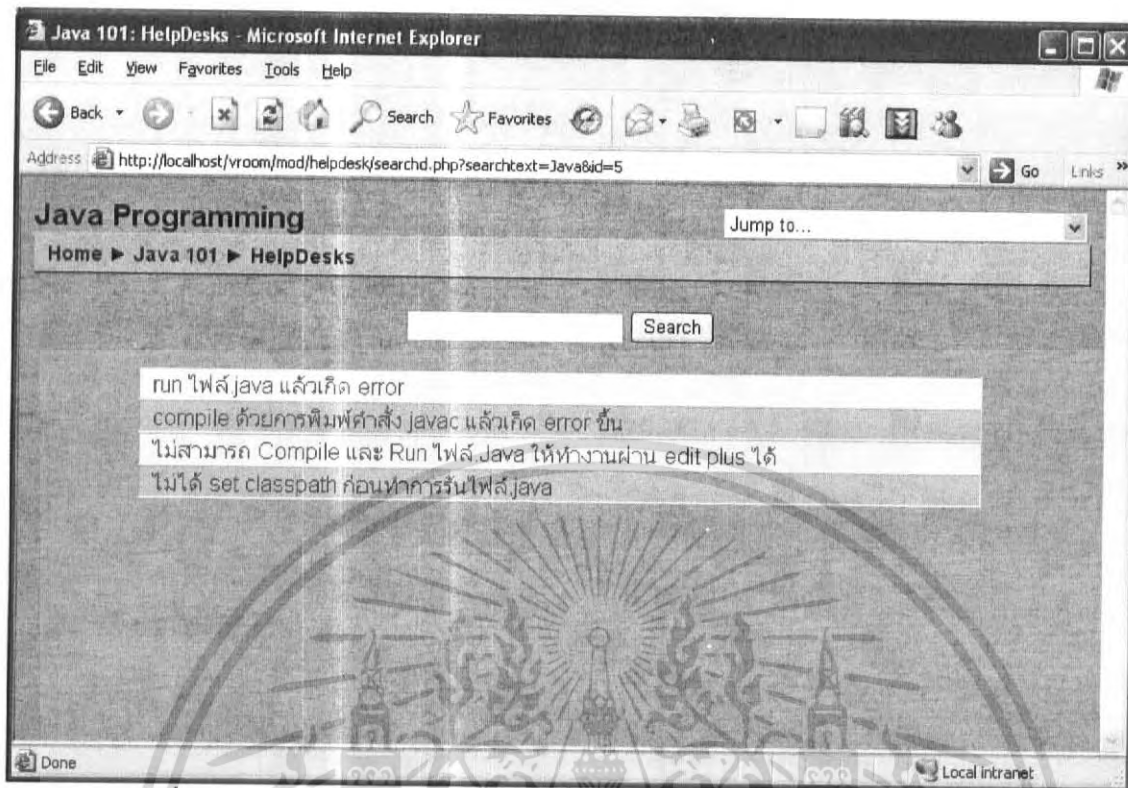 Java 101: HelpDesks - Microsoft Internet Explorer
File Edit View Favorites Tools Help
Back Search Favorites
Address http://localhost/vroom/mod/helpdesk/searchd.php?searchtext=Java&id=5 Go Links »
Java Programming
Jump to...
Home ► Java 101 ► HelpDesks
Search
run ไฟล์.java แล้วเกิด error
compile ด้วยการพิมพ์คำสั่ง javac แล้วเกิด error ขึ้น
ไม่สามารถ Compile และ Run ไฟล์.Java ให้ทำงานผ่าน edit plus ได้
ไม่ได้ set classpath ก่อนทำการรันไฟล์.java
Done
Local intranet